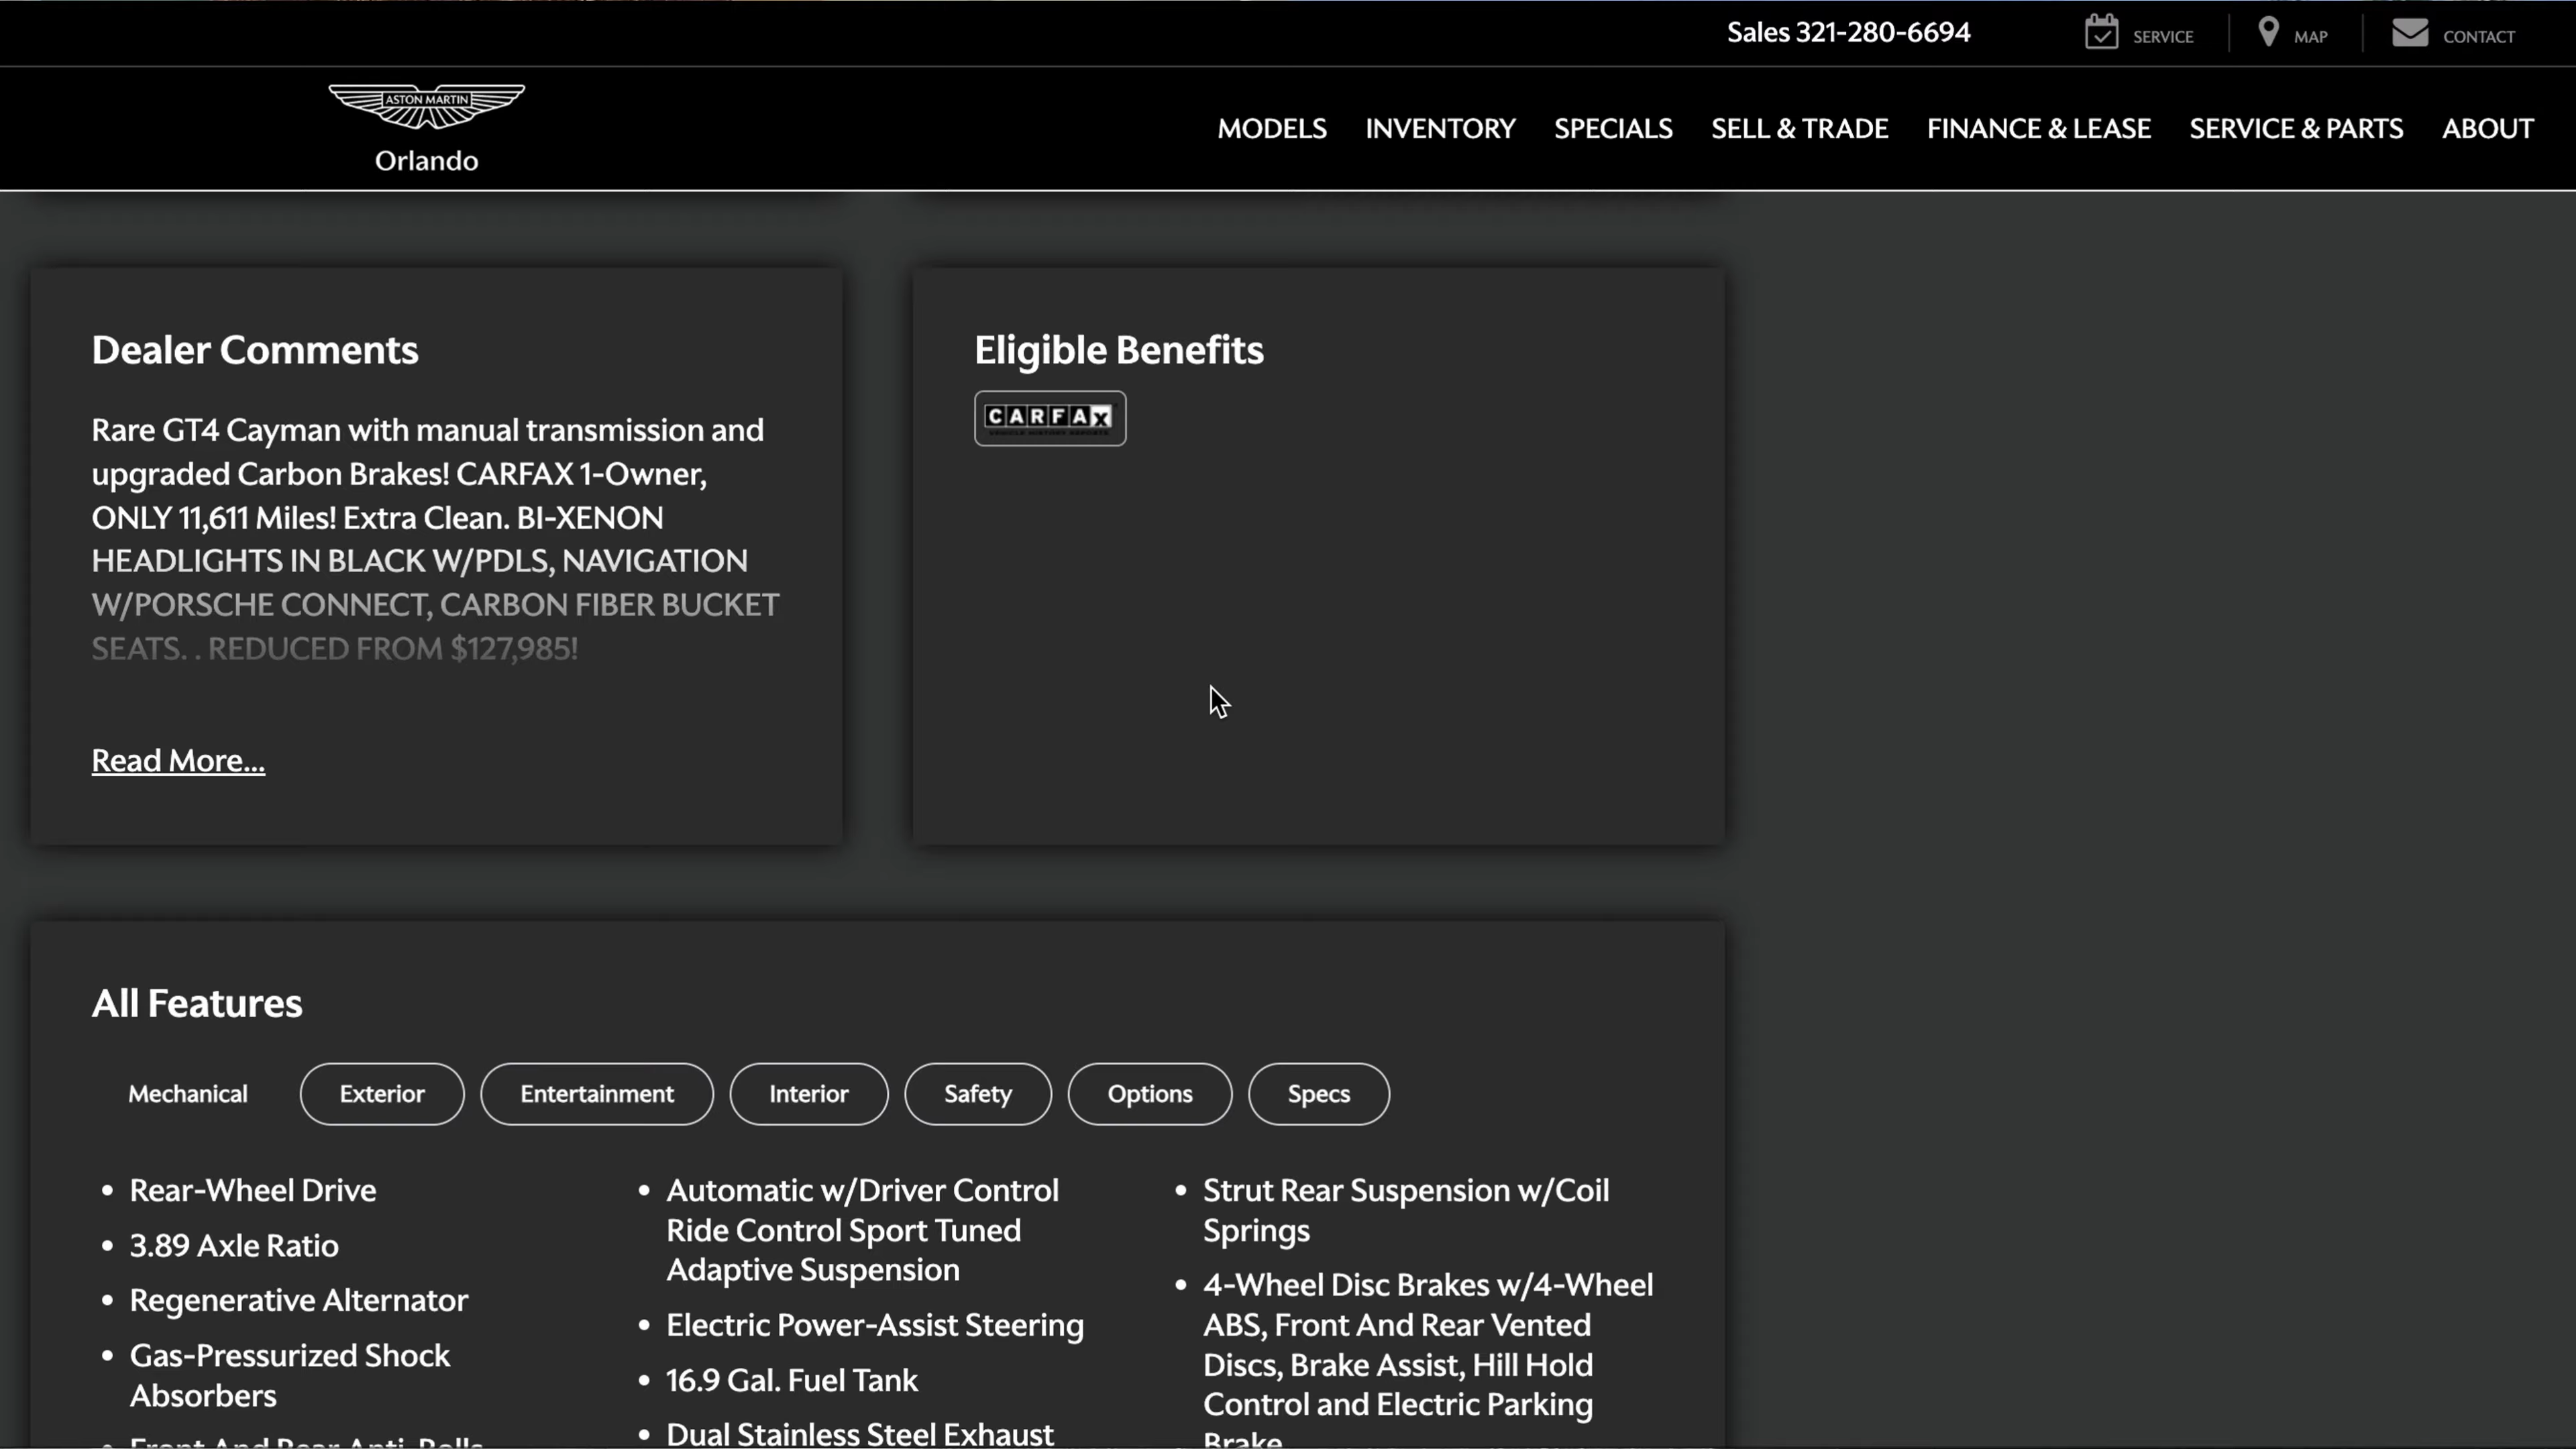 Sales 321-280-6694
SERVICE
MAP
CONTACT
ASTON MARTIN
Orlando
MODELS
INVENTORY
SPECIALS
SELL & TRADE
FINANCE & LEASE
SERVICE & PARTS
ABOUT
Dealer Comments
Rare GT4 Cayman with manual transmission and
upgraded Carbon Brakes! CARFAX 1-Owner,
ONLY 11,611 Miles! Extra Clean. BI-XENON
HEADLIGHTS IN BLACK W/PDLS, NAVIGATION
W/PORSCHE CONNECT, CARBON FIBER BUCKET
SEATS. . REDUCED FROM $127,985!
Read More...
Eligible Benefits
CARFAX
All Features
Mechanical
Exterior
Entertainment
Interior
Safety
Options
Specs
Rear-Wheel Drive
3.89 Axle Ratio
Regenerative Alternator
Gas-Pressurized Shock
Absorbers
Front And Rear Anti-Rolls
Automatic w/Driver Control
Ride Control Sport Tuned
Adaptive Suspension
Electric Power-Assist Steering
16.9 Gal. Fuel Tank
Dual Stainless Steel Exhaust
Strut Rear Suspension w/Coil
Springs
4-Wheel Disc Brakes w/4-Wheel
ABS, Front And Rear Vented
Discs, Brake Assist, Hill Hold
Control and Electric Parking
Brake